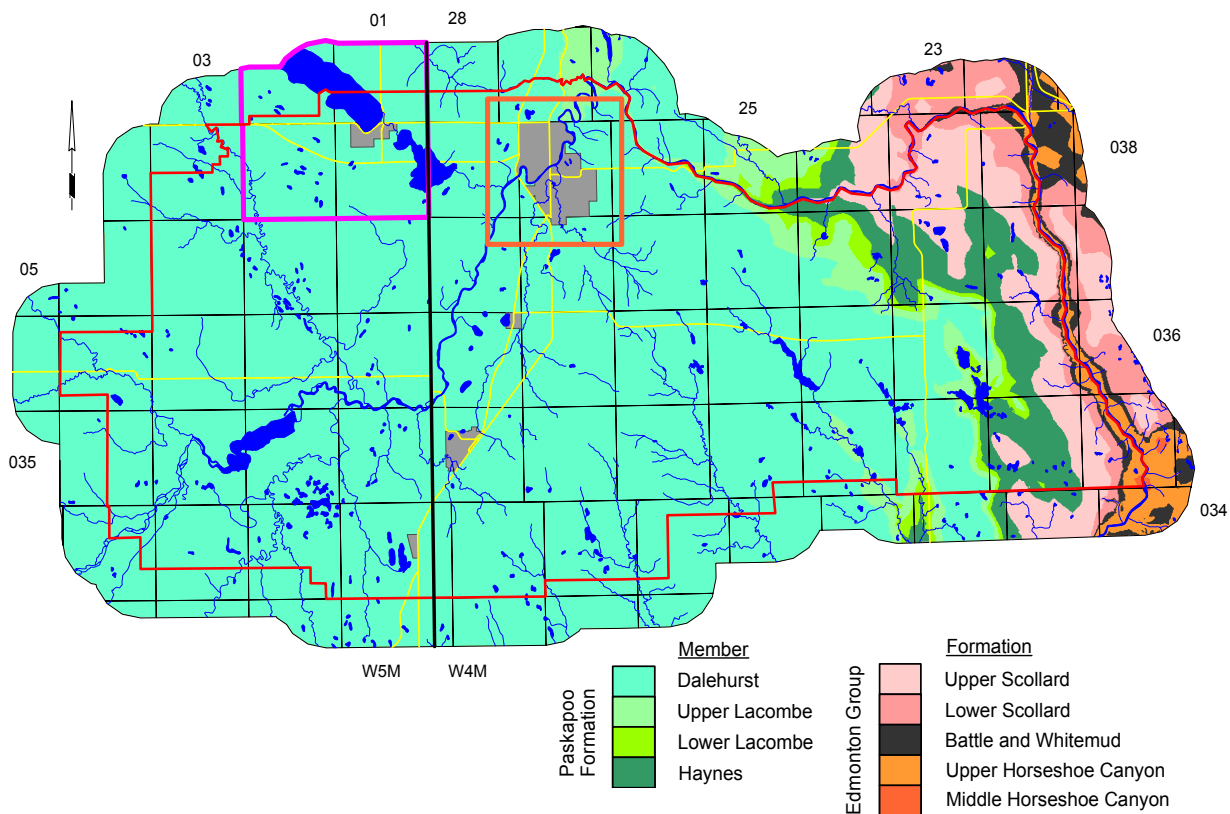 01
28
03
23
25
038
05
036
035
034
W5M
W4M
Member
Formation
Paskapoo
Formation
Dalehurst
Upper Lacombe
Lower Lacombe
Haynes
Edmonton Group
Upper Scollard
Lower Scollard
Battle and Whitemud
Upper Horseshoe Canyon
Middle Horseshoe Canyon